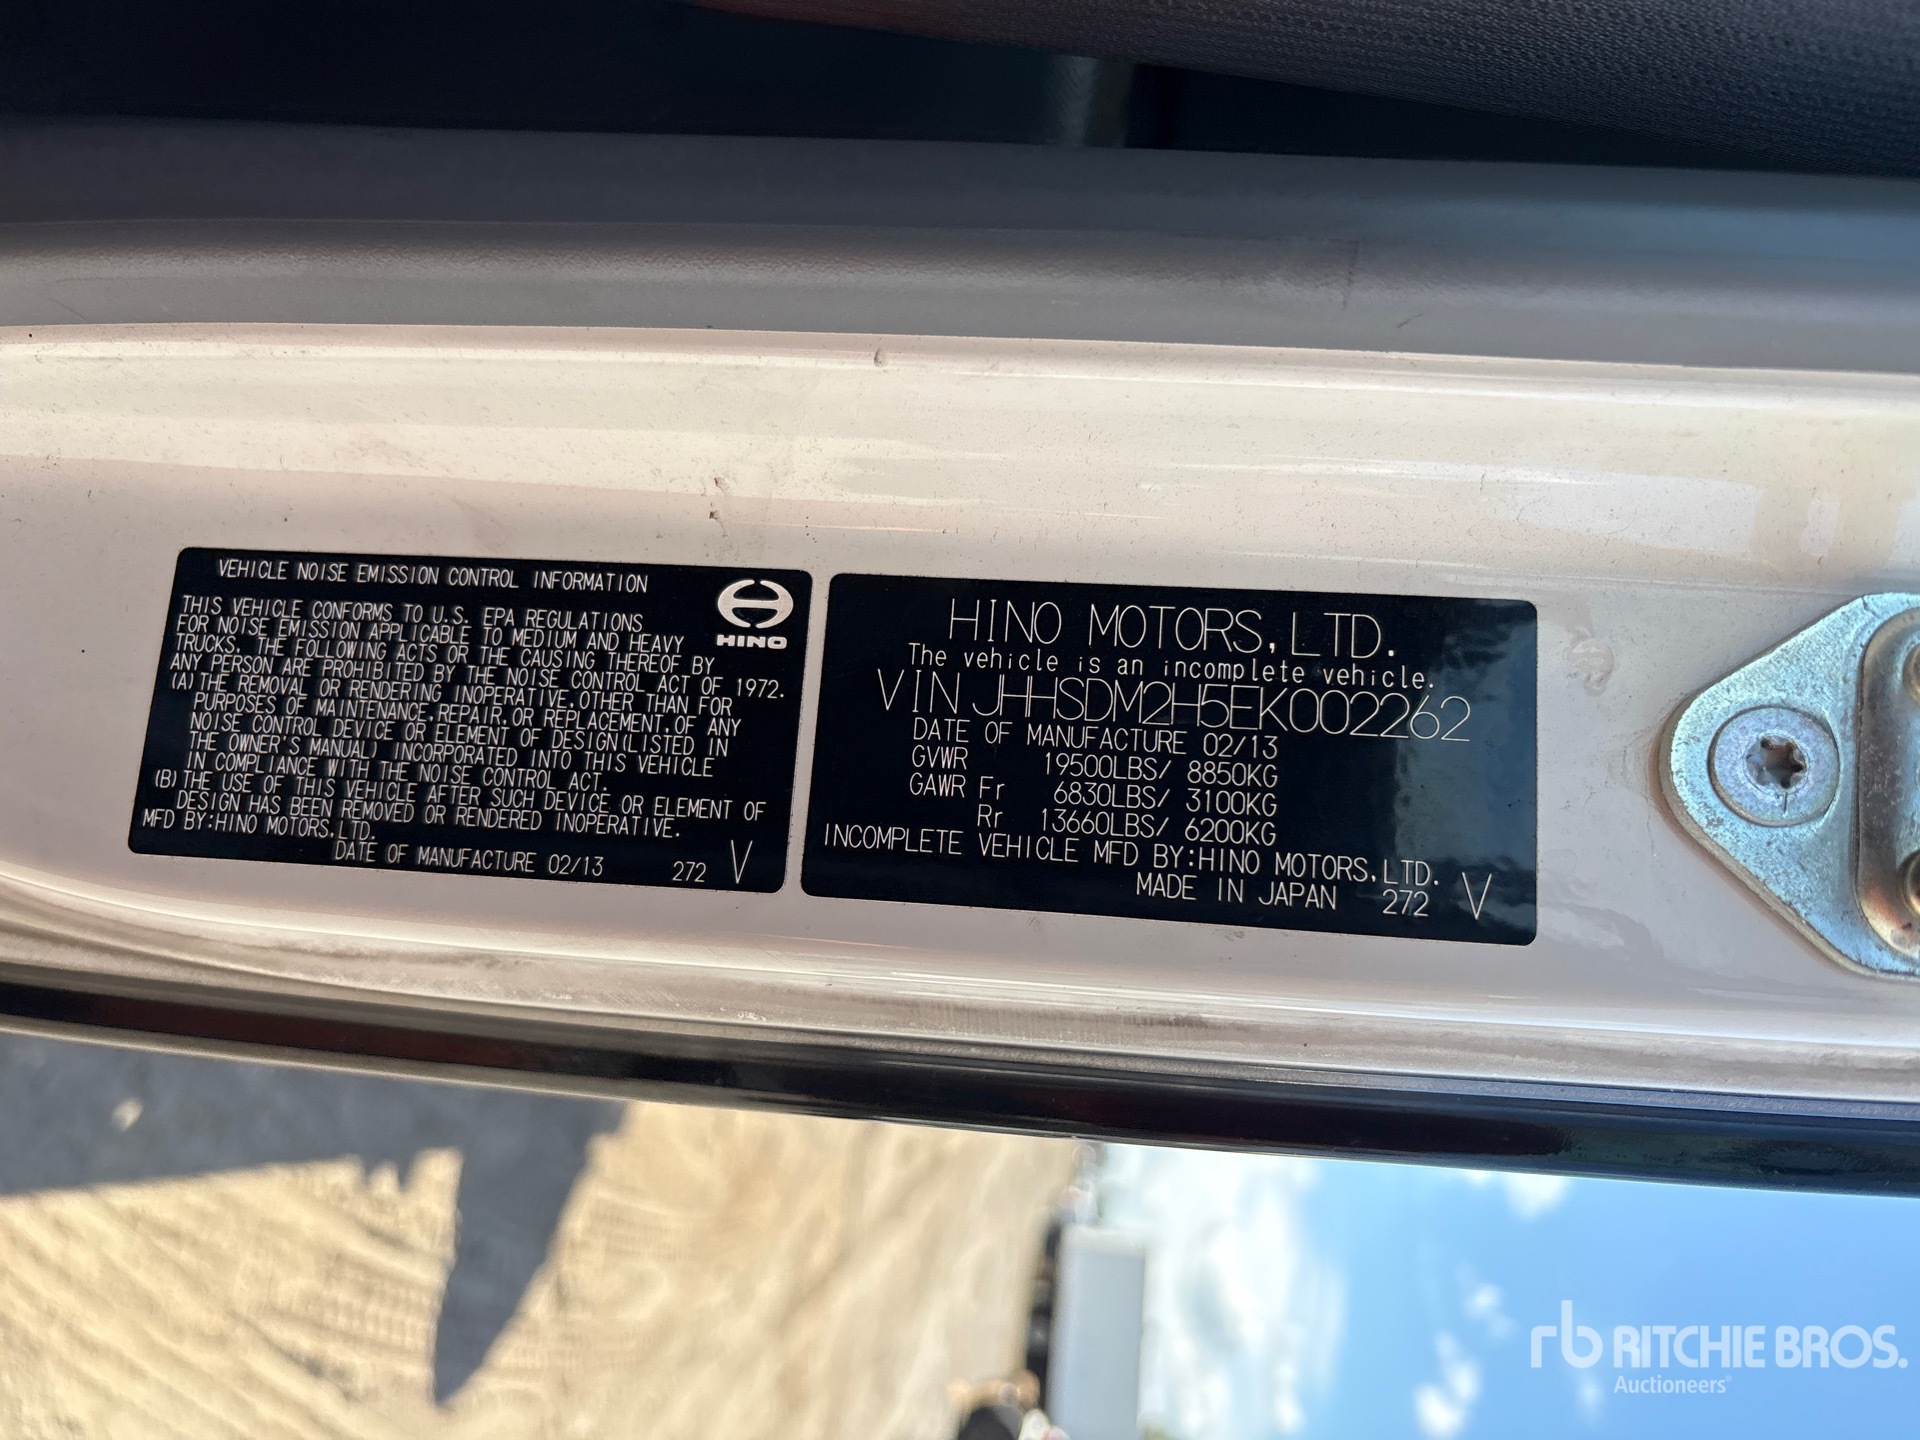 VEHICLE NOISE EMISSION CONTROL INFORMATION
HINO
THIS VEHICLE CONFORMS TO U.S. EPA REGULATIONS
FOR NOISE EMISSION APPLICABLE TO MEDIUM AND HEAVY
TRUCKS. THE FOLLOWING ACTS OR THE CAUSING THEREOF BY
ANY PERSON ARE PROHIBITED BY THE NOISE CONTROL ACT OF 1972.
(A) THE REMOVAL OR RENDERING INOPERATIVE, OTHER THAN FOR
PURPOSES OF MAINTENANCE, REPAIR, OR REPLACEMENT, OF ANY
NOISE CONTROL DEVICE OR ELEMENT OF DESIGN (LISTED IN
THE OWNER'S MANUAL) INCORPORATED INTO THIS VEHICLE
IN COMPLIANCE WITH THE NOISE CONTROL ACT.
(B) THE USE OF THIS VEHICLE AFTER SUCH DEVICE OR ELEMENT OF
DESIGN HAS BEEN REMOVED OR RENDERED INOPERATIVE.
MFD BY:HINO MOTORS, LTD.
DATE OF MANUFACTURE 02/13 272 V
HINO MOTORS, LTD.
The vehicle is an incomplete vehicle.
VIN JHHSDM2H5EK002262
DATE OF MANUFACTURE 02/13
GVWR 19500LBS/ 8850KG
GAWR Fr 6830LBS/ 3100KG
Rr 13660LBS/ 6200KG
INCOMPLETE VEHICLE MFD BY:HINO MOTORS, LTD.
MADE IN JAPAN 272 V
rb RITCHIE BROS.
Auctioneers